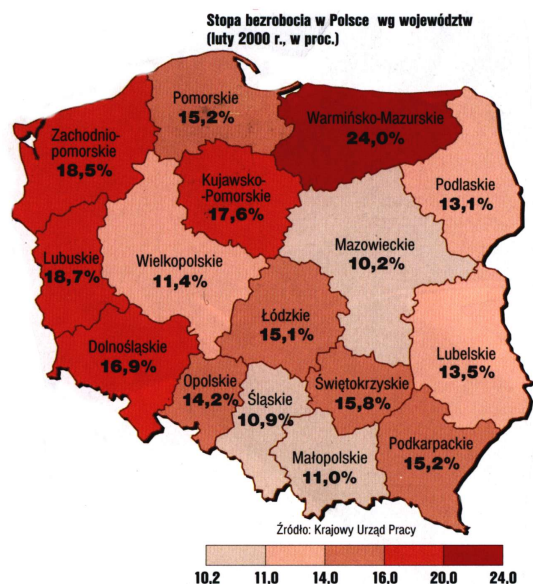 Stopa bezrobocia w Polsce wg województw
(luty 2000 r., w proc.)
Pomorskie
15,2%
Warmińsko-Mazurskie
24,0%
Zachodnio-
pomorskie
18,5%
Kujawsko-
-Pomorskie
17,6%
Podlaskie
13,1%
Mazowieckie
10,2%
Lubuskie
18,7%
Wielkopolskie
11,4%
Łódzkie
15,1%
Dolnośląskie
16,9%
Lubelskie
13,5%
Opolskie
14,2%
Śląskie
10,9%
Świętokrzyskie
15,8%
Małopolskie
11,0%
Podkarpackie
15,2%
Źródło: Krajowy Urząd Pracy
10.2 11.0 14.0 16.0 20.0 24.0